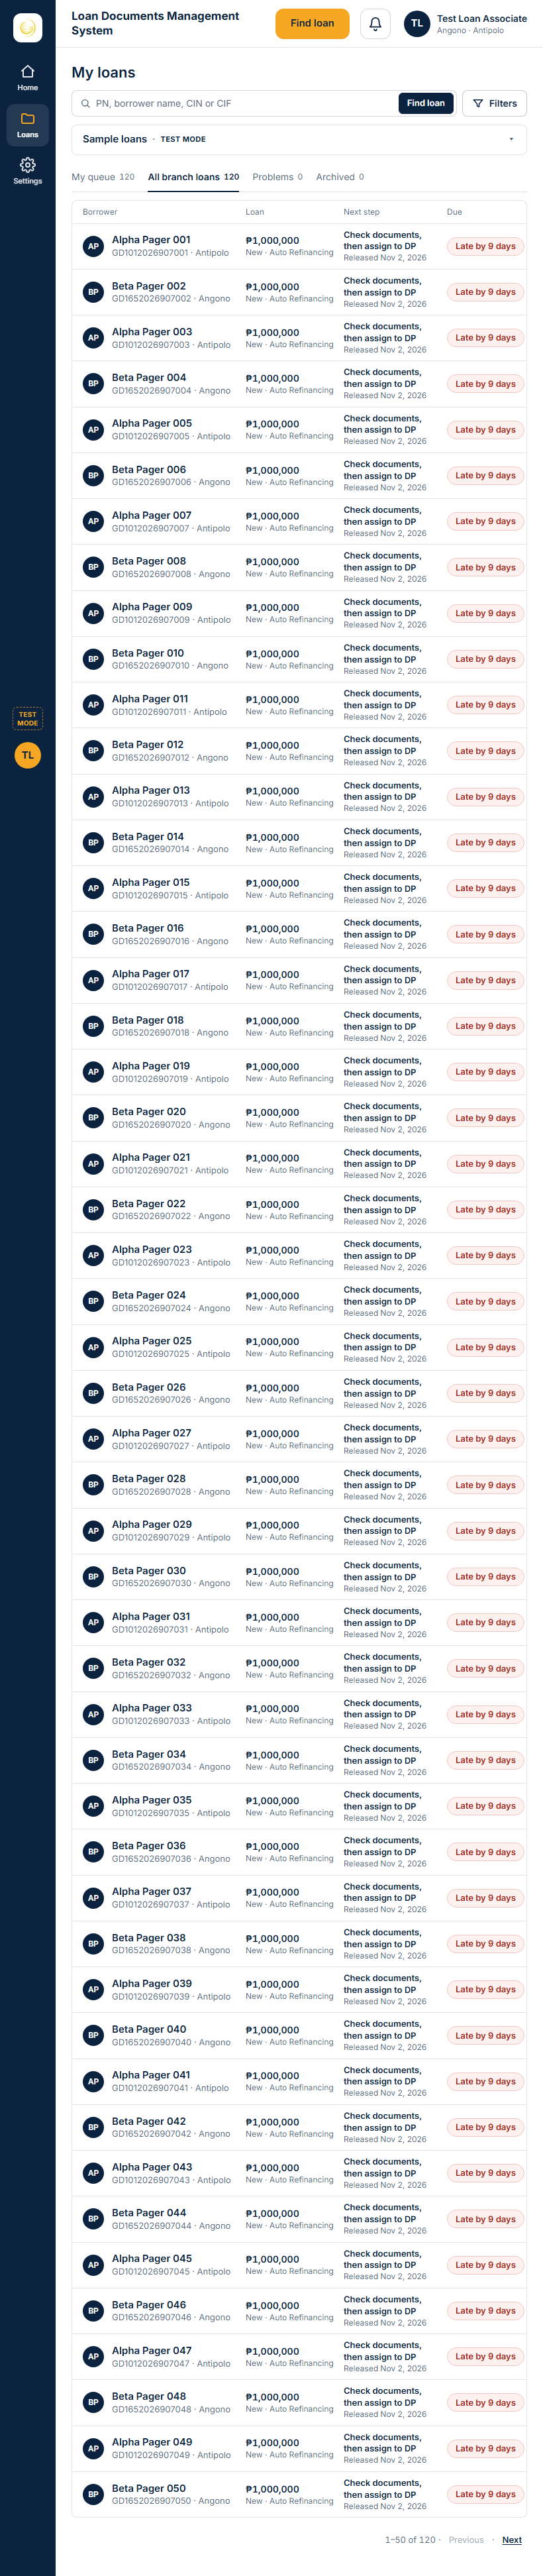 Loan Documents Management
System
Find loan
TL
Test Loan Associate
Angono · Antipolo
Home
Loans
Settings
TEST
MODE
TL
My loans
PN, borrower name, CIN or CIF
Find loan
Filters
Sample loans · TEST MODE
My queue 120 All branch loans 120 Problems 0 Archived 0
Borrower Loan Next step Due
AP Alpha Pager 001 ₱1,000,000 Check documents, then assign to DP Late by 9 days
GD1012026907001 · Antipolo New · Auto Refinancing Released Nov 2, 2026
BP Beta Pager 002 ₱1,000,000 Check documents, then assign to DP Late by 9 days
GD1652026907002 · Angono New · Auto Refinancing Released Nov 2, 2026
AP Alpha Pager 003 ₱1,000,000 Check documents, then assign to DP Late by 9 days
GD1012026907003 · Antipolo New · Auto Refinancing Released Nov 2, 2026
BP Beta Pager 004 ₱1,000,000 Check documents, then assign to DP Late by 9 days
GD1652026907004 · Angono New · Auto Refinancing Released Nov 2, 2026
AP Alpha Pager 005 ₱1,000,000 Check documents, then assign to DP Late by 9 days
GD1012026907005 · Antipolo New · Auto Refinancing Released Nov 2, 2026
BP Beta Pager 006 ₱1,000,000 Check documents, then assign to DP Late by 9 days
GD1652026907006 · Angono New · Auto Refinancing Released Nov 2, 2026
AP Alpha Pager 007 ₱1,000,000 Check documents, then assign to DP Late by 9 days
GD1012026907007 · Antipolo New · Auto Refinancing Released Nov 2, 2026
BP Beta Pager 008 ₱1,000,000 Check documents, then assign to DP Late by 9 days
GD1652026907008 · Angono New · Auto Refinancing Released Nov 2, 2026
AP Alpha Pager 009 ₱1,000,000 Check documents, then assign to DP Late by 9 days
GD1012026907009 · Antipolo New · Auto Refinancing Released Nov 2, 2026
BP Beta Pager 010 ₱1,000,000 Check documents, then assign to DP Late by 9 days
GD1652026907010 · Angono New · Auto Refinancing Released Nov 2, 2026
AP Alpha Pager 011 ₱1,000,000 Check documents, then assign to DP Late by 9 days
GD1012026907011 · Antipolo New · Auto Refinancing Released Nov 2, 2026
BP Beta Pager 012 ₱1,000,000 Check documents, then assign to DP Late by 9 days
GD1652026907012 · Angono New · Auto Refinancing Released Nov 2, 2026
AP Alpha Pager 013 ₱1,000,000 Check documents, then assign to DP Late by 9 days
GD1012026907013 · Antipolo New · Auto Refinancing Released Nov 2, 2026
BP Beta Pager 014 ₱1,000,000 Check documents, then assign to DP Late by 9 days
GD1652026907014 · Angono New · Auto Refinancing Released Nov 2, 2026
AP Alpha Pager 015 ₱1,000,000 Check documents, then assign to DP Late by 9 days
GD1012026907015 · Antipolo New · Auto Refinancing Released Nov 2, 2026
BP Beta Pager 016 ₱1,000,000 Check documents, then assign to DP Late by 9 days
GD1652026907016 · Angono New · Auto Refinancing Released Nov 2, 2026
AP Alpha Pager 017 ₱1,000,000 Check documents, then assign to DP Late by 9 days
GD1012026907017 · Antipolo New · Auto Refinancing Released Nov 2, 2026
BP Beta Pager 018 ₱1,000,000 Check documents, then assign to DP Late by 9 days
GD1652026907018 · Angono New · Auto Refinancing Released Nov 2, 2026
AP Alpha Pager 019 ₱1,000,000 Check documents, then assign to DP Late by 9 days
GD1012026907019 · Antipolo New · Auto Refinancing Released Nov 2, 2026
BP Beta Pager 020 ₱1,000,000 Check documents, then assign to DP Late by 9 days
GD1652026907020 · Angono New · Auto Refinancing Released Nov 2, 2026
AP Alpha Pager 021 ₱1,000,000 Check documents, then assign to DP Late by 9 days
GD1012026907021 · Antipolo New · Auto Refinancing Released Nov 2, 2026
BP Beta Pager 022 ₱1,000,000 Check documents, then assign to DP Late by 9 days
GD1652026907022 · Angono New · Auto Refinancing Released Nov 2, 2026
AP Alpha Pager 023 ₱1,000,000 Check documents, then assign to DP Late by 9 days
GD1012026907023 · Antipolo New · Auto Refinancing Released Nov 2, 2026
BP Beta Pager 024 ₱1,000,000 Check documents, then assign to DP Late by 9 days
GD1652026907024 · Angono New · Auto Refinancing Released Nov 2, 2026
AP Alpha Pager 025 ₱1,000,000 Check documents, then assign to DP Late by 9 days
GD1012026907025 · Antipolo New · Auto Refinancing Released Nov 2, 2026
BP Beta Pager 026 ₱1,000,000 Check documents, then assign to DP Late by 9 days
GD1652026907026 · Angono New · Auto Refinancing Released Nov 2, 2026
AP Alpha Pager 027 ₱1,000,000 Check documents, then assign to DP Late by 9 days
GD1012026907027 · Antipolo New · Auto Refinancing Released Nov 2, 2026
BP Beta Pager 028 ₱1,000,000 Check documents, then assign to DP Late by 9 days
GD1652026907028 · Angono New · Auto Refinancing Released Nov 2, 2026
AP Alpha Pager 029 ₱1,000,000 Check documents, then assign to DP Late by 9 days
GD1012026907029 · Antipolo New · Auto Refinancing Released Nov 2, 2026
BP Beta Pager 030 ₱1,000,000 Check documents, then assign to DP Late by 9 days
GD1652026907030 · Angono New · Auto Refinancing Released Nov 2, 2026
AP Alpha Pager 031 ₱1,000,000 Check documents, then assign to DP Late by 9 days
GD1012026907031 · Antipolo New · Auto Refinancing Released Nov 2, 2026
BP Beta Pager 032 ₱1,000,000 Check documents, then assign to DP Late by 9 days
GD1652026907032 · Angono New · Auto Refinancing Released Nov 2, 2026
AP Alpha Pager 033 ₱1,000,000 Check documents, then assign to DP Late by 9 days
GD1012026907033 · Antipolo New · Auto Refinancing Released Nov 2, 2026
BP Beta Pager 034 ₱1,000,000 Check documents, then assign to DP Late by 9 days
GD1652026907034 · Angono New · Auto Refinancing Released Nov 2, 2026
AP Alpha Pager 035 ₱1,000,000 Check documents, then assign to DP Late by 9 days
GD1012026907035 · Antipolo New · Auto Refinancing Released Nov 2, 2026
BP Beta Pager 036 ₱1,000,000 Check documents, then assign to DP Late by 9 days
GD1652026907036 · Angono New · Auto Refinancing Released Nov 2, 2026
AP Alpha Pager 037 ₱1,000,000 Check documents, then assign to DP Late by 9 days
GD1012026907037 · Antipolo New · Auto Refinancing Released Nov 2, 2026
BP Beta Pager 038 ₱1,000,000 Check documents, then assign to DP Late by 9 days
GD1652026907038 · Angono New · Auto Refinancing Released Nov 2, 2026
AP Alpha Pager 039 ₱1,000,000 Check documents, then assign to DP Late by 9 days
GD1012026907039 · Antipolo New · Auto Refinancing Released Nov 2, 2026
BP Beta Pager 040 ₱1,000,000 Check documents, then assign to DP Late by 9 days
GD1652026907040 · Angono New · Auto Refinancing Released Nov 2, 2026
AP Alpha Pager 041 ₱1,000,000 Check documents, then assign to DP Late by 9 days
GD1012026907041 · Antipolo New · Auto Refinancing Released Nov 2, 2026
BP Beta Pager 042 ₱1,000,000 Check documents, then assign to DP Late by 9 days
GD1652026907042 · Angono New · Auto Refinancing Released Nov 2, 2026
AP Alpha Pager 043 ₱1,000,000 Check documents, then assign to DP Late by 9 days
GD1012026907043 · Antipolo New · Auto Refinancing Released Nov 2, 2026
BP Beta Pager 044 ₱1,000,000 Check documents, then assign to DP Late by 9 days
GD1652026907044 · Angono New · Auto Refinancing Released Nov 2, 2026
AP Alpha Pager 045 ₱1,000,000 Check documents, then assign to DP Late by 9 days
GD1012026907045 · Antipolo New · Auto Refinancing Released Nov 2, 2026
BP Beta Pager 046 ₱1,000,000 Check documents, then assign to DP Late by 9 days
GD1652026907046 · Angono New · Auto Refinancing Released Nov 2, 2026
AP Alpha Pager 047 ₱1,000,000 Check documents, then assign to DP Late by 9 days
GD1012026907047 · Antipolo New · Auto Refinancing Released Nov 2, 2026
BP Beta Pager 048 ₱1,000,000 Check documents, then assign to DP Late by 9 days
GD1652026907048 · Angono New · Auto Refinancing Released Nov 2, 2026
AP Alpha Pager 049 ₱1,000,000 Check documents, then assign to DP Late by 9 days
GD1012026907049 · Antipolo New · Auto Refinancing Released Nov 2, 2026
BP Beta Pager 050 ₱1,000,000 Check documents, then assign to DP Late by 9 days
GD1652026907050 · Angono New · Auto Refinancing Released Nov 2, 2026
1–50 of 120 · Previous · Next